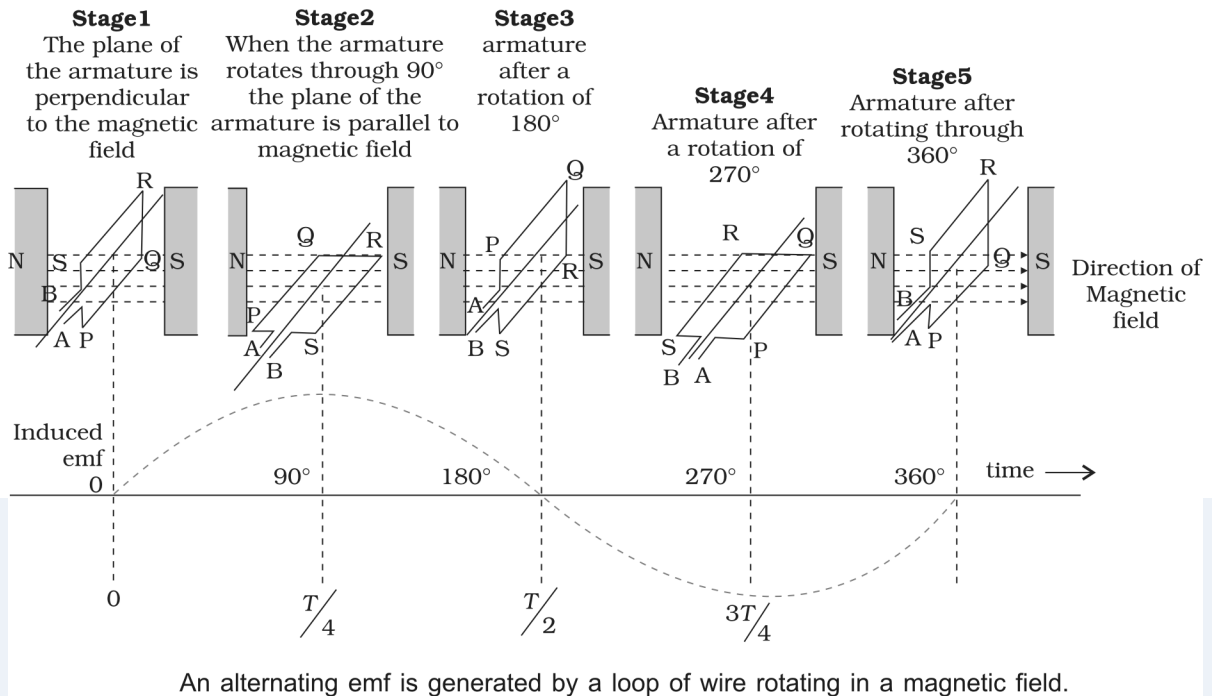 Stage1
The plane of
the armature is
perpendicular
to the magnetic
field
Stage2
When the armature
rotates through 90°
the plane of the
armature is parallel to
magnetic field
Stage3
armature
after a
rotation of
180°
Stage4
Armature after
a rotation of
270°
Stage5
Armature after
rotating through
360°
N
R
S
Q
B
A
P
S
N
Q
R
P
A
B
S
S
N
Q
P
R
A
B
S
S
N
R
Q
S
B
A
P
S
N
R
S
Q
B
A
P
S
Direction of
Magnetic
field
Induced
emf
0
90°
180°
270°
360°
time
0
T/4
T/2
3T/4
An alternating emf is generated by a loop of wire rotating in a magnetic field.